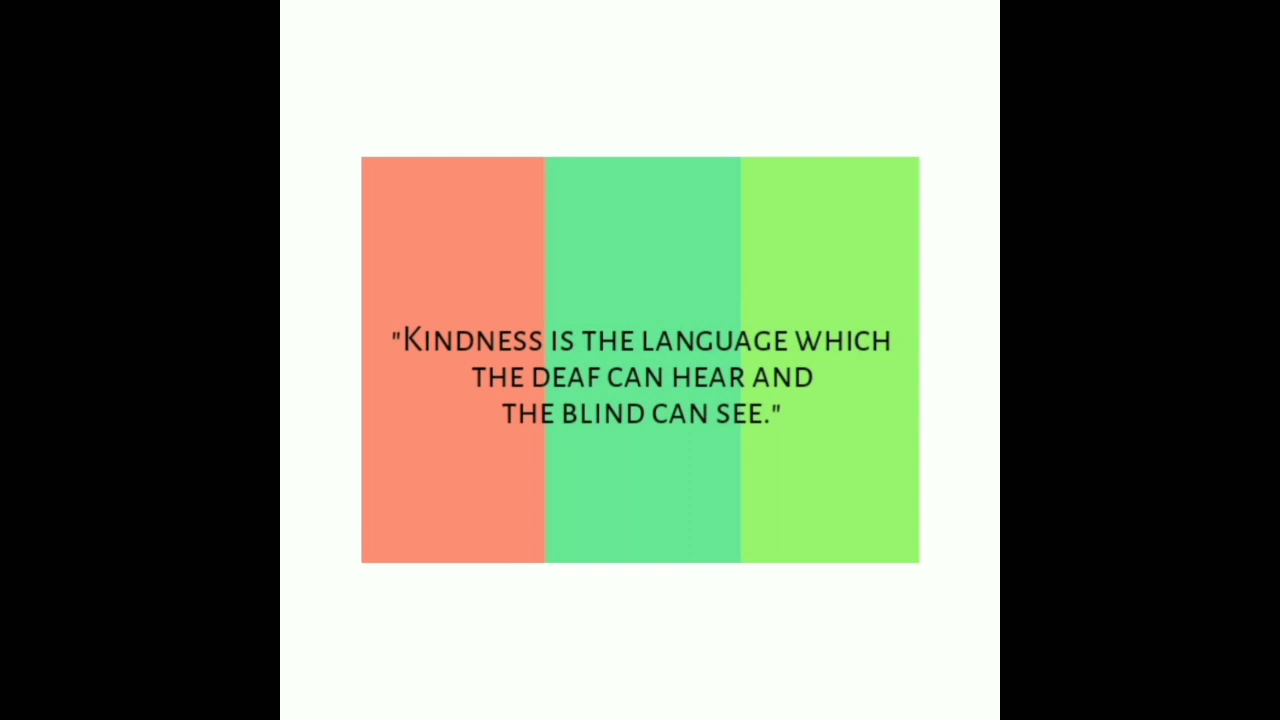 "Kindness is the language which
the deaf can hear and
the blind can see."